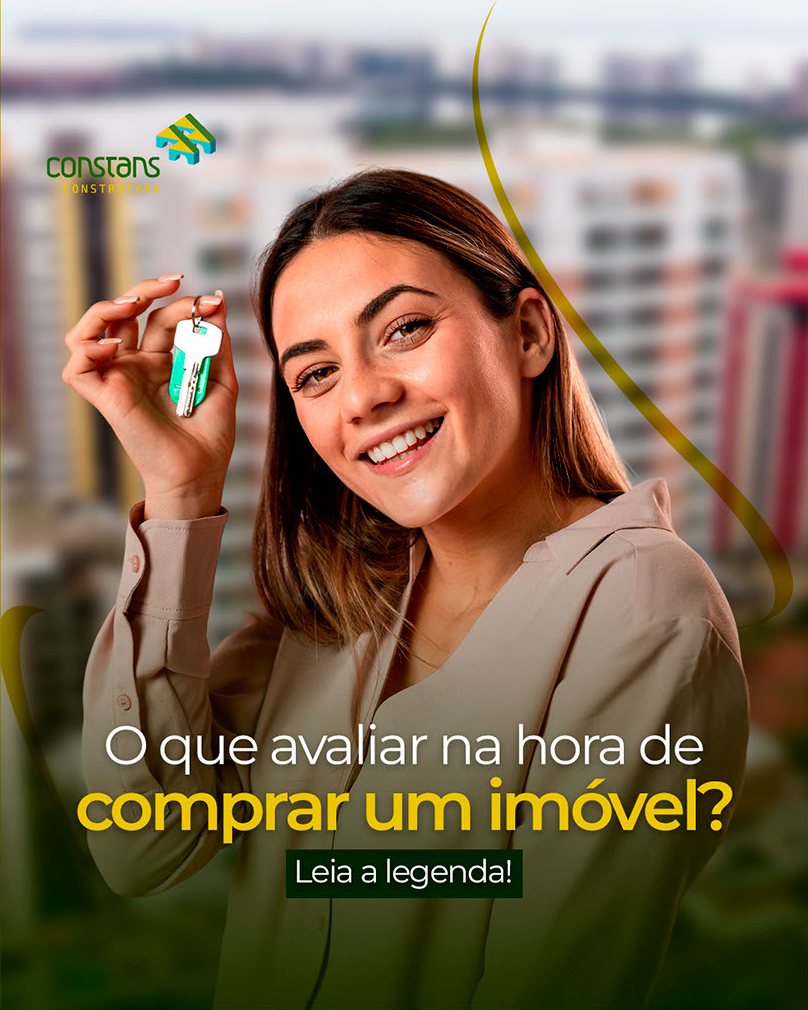 constans
CONSTRUTORA
O que avaliar na hora de
comprar um imóvel?
Leia a legenda!